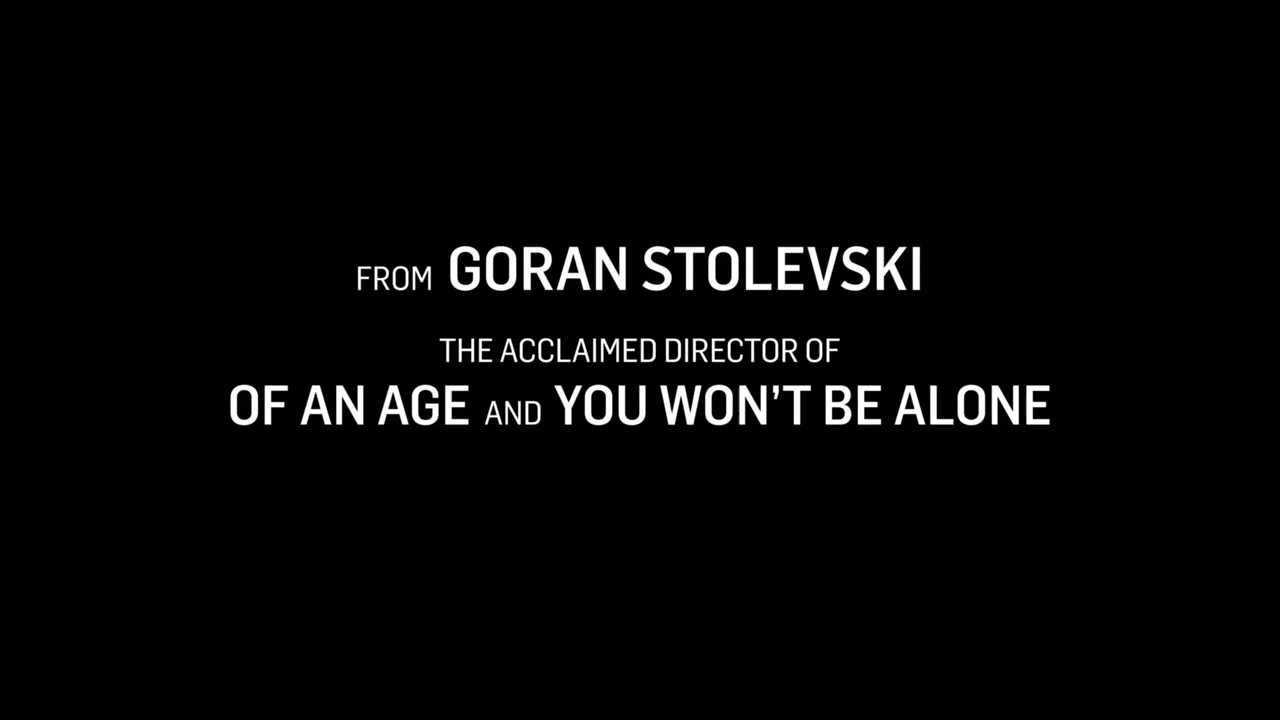 FROM GORAN STOLEVSKI
THE ACCLAIMED DIRECTOR OF
OF AN AGE AND YOU WON’T BE ALONE